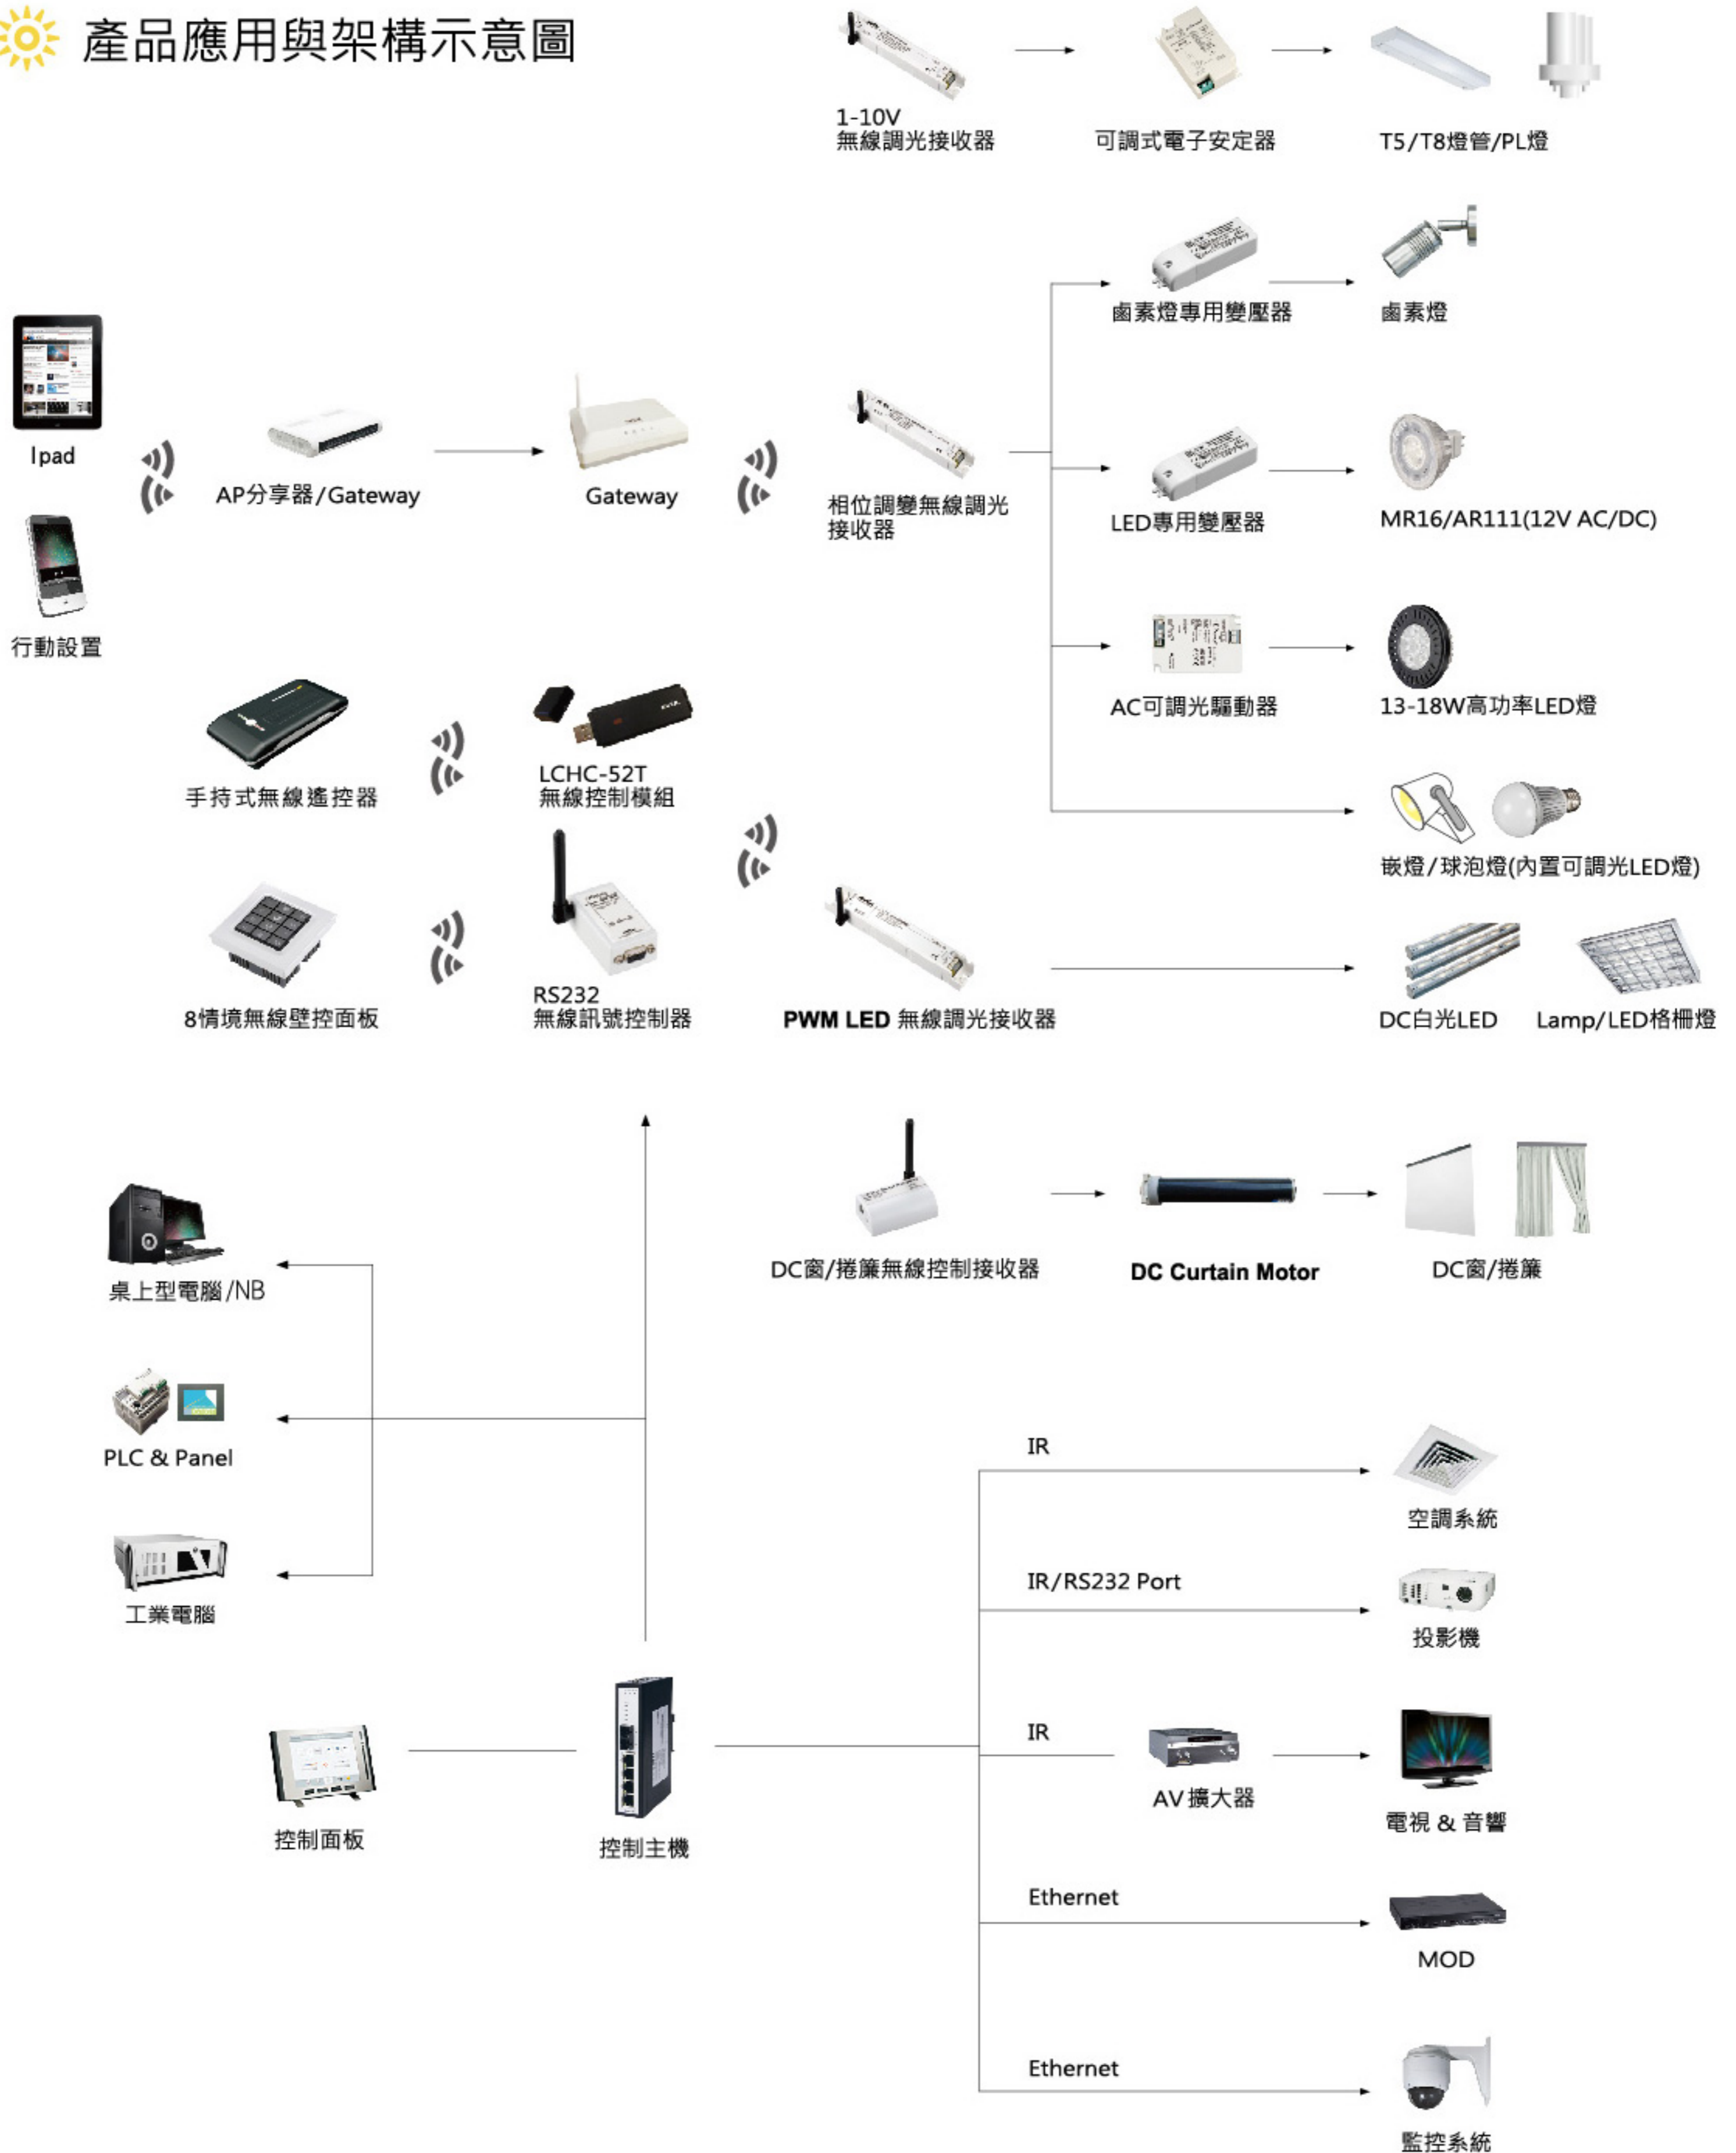 產品應用與架構示意圖
1-10V
無線調光接收器
可調式電子安定器
T5/T8燈管/PL燈
鹵素燈專用變壓器
鹵素燈
Ipad
AP分享器/Gateway
Gateway
相位調變無線調光
接收器
LED專用變壓器
MR16/AR111(12V AC/DC)
行動設置
AC可調光驅動器
13-18W高功率LED燈
手持式無線遙控器
LCHC-52T
無線控制模組
嵌燈/球泡燈(內置可調光LED燈)
8情境無線壁控面板
RS232
無線訊號控制器
PWM LED 無線調光接收器
DC白光LED
Lamp/LED格柵燈
桌上型電腦/NB
DC窗/捲簾無線控制接收器
DC Curtain Motor
DC窗/捲簾
PLC & Panel
IR
空調系統
工業電腦
IR/RS232 Port
投影機
控制面板
控制主機
IR
AV擴大器
電視 & 音響
Ethernet
MOD
Ethernet
監控系統